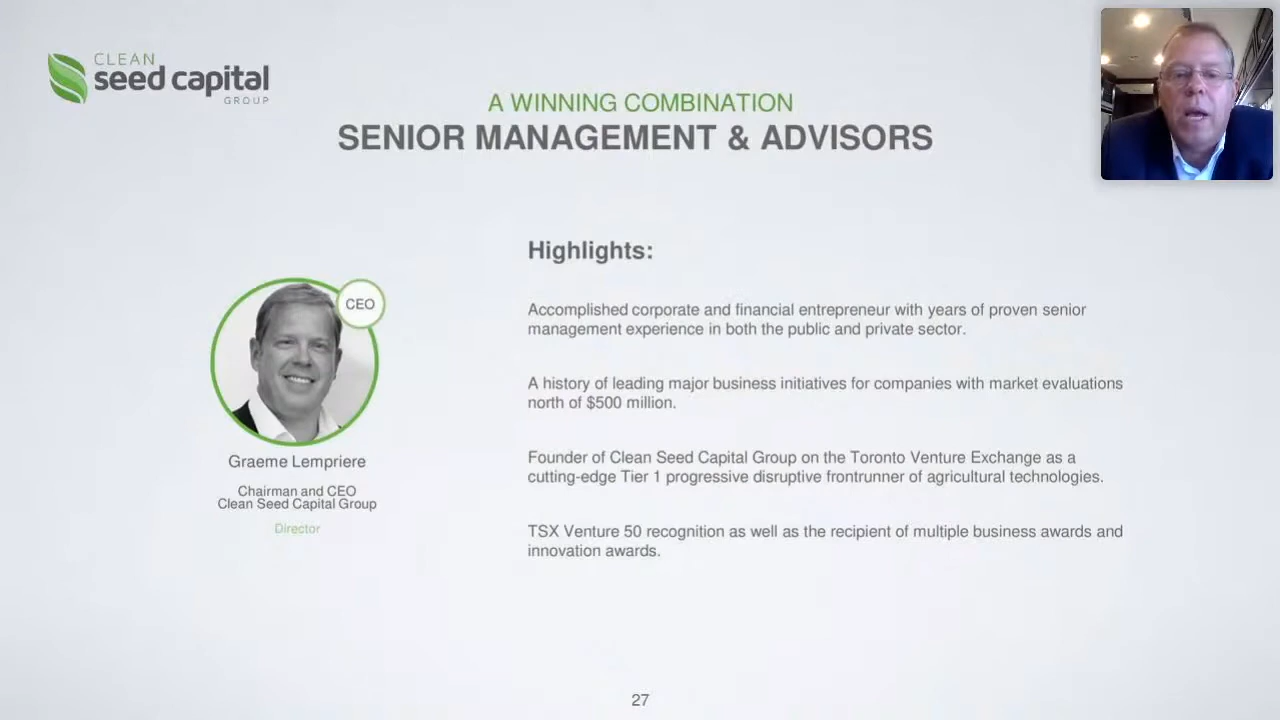 CLEAN
seed capital
GROUP
A WINNING COMBINATION
SENIOR MANAGEMENT & ADVISORS
Highlights:
CEO
Accomplished corporate and financial entrepreneur with years of proven senior
management experience in both the public and private sector.
A history of leading major business initiatives for companies with market evaluations
north of $500 million.
Founder of Clean Seed Capital Group on the Toronto Venture Exchange as a
cutting-edge Tier 1 progressive disruptive frontrunner of agricultural technologies.
TSX Venture 50 recognition as well as the recipient of multiple business awards and
innovation awards.
Graeme Lempriere
Chairman and CEO
Clean Seed Capital Group
Director
27